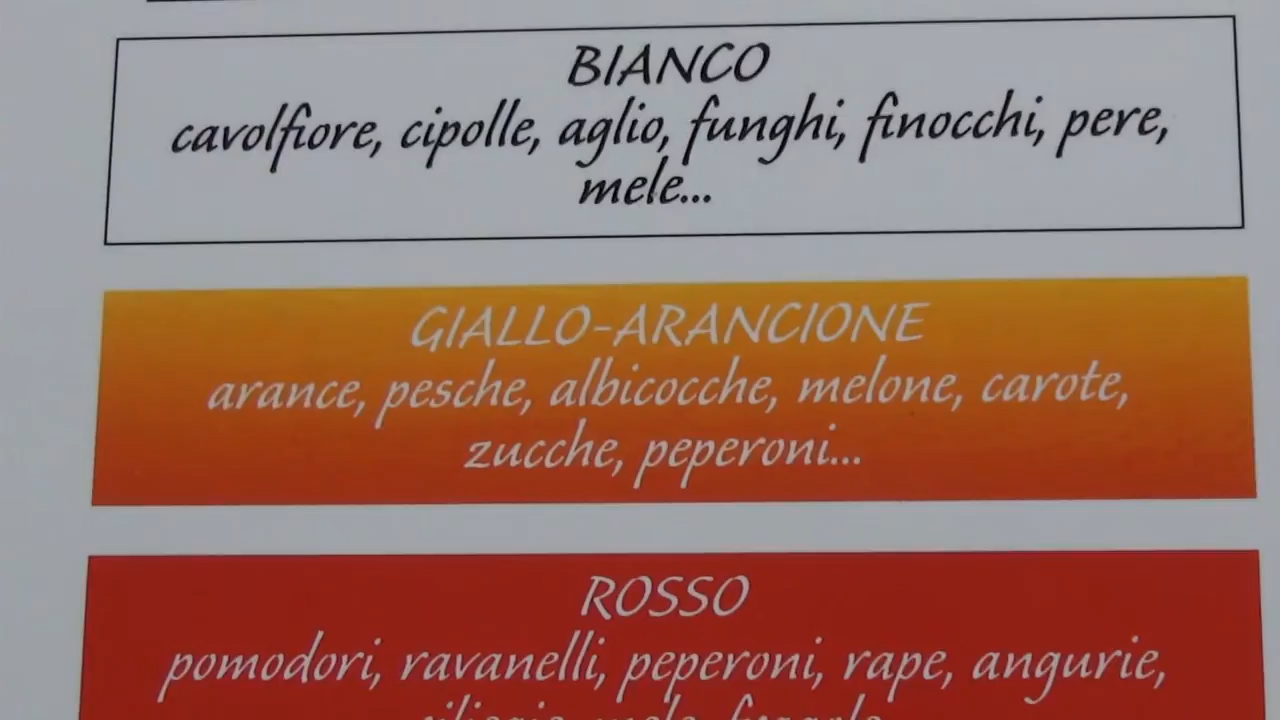 BIANCO
cavolfiore, cipolle, aglio, funghi, finocchi, pere,
mele...
GIALLO-ARANCIONE
arance, pesche, albicocche, melone, carote,
zucche, peperoni...
ROSSO
pomodori, ravanelli, peperoni, rape, angurie,